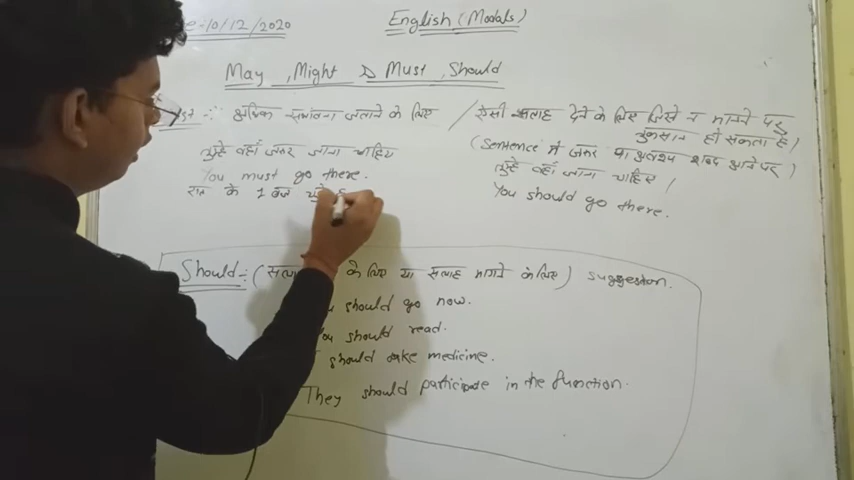 e-10/12/2020
English (Modals)
May , Might & Must , Should
अधिक संभावना जताने के लिए / ऐसी सलाह देने के लिए जिसे न मानने पर
नुकसान हो सकता है /
(Sentence में जरूर या अवश्य शब्द आने पर )
तुम्हे वहाँ जरूर जाना चाहिए
तुम्हे वहाँ जाना चाहिए /
You must go there.
You should go there.
रात के 1 बज चुके
Should :- ( के लिए या सलाह मागने के लिए ) suggestion.
should go now.
You should read.
should take medicine.
They should participate in the function.